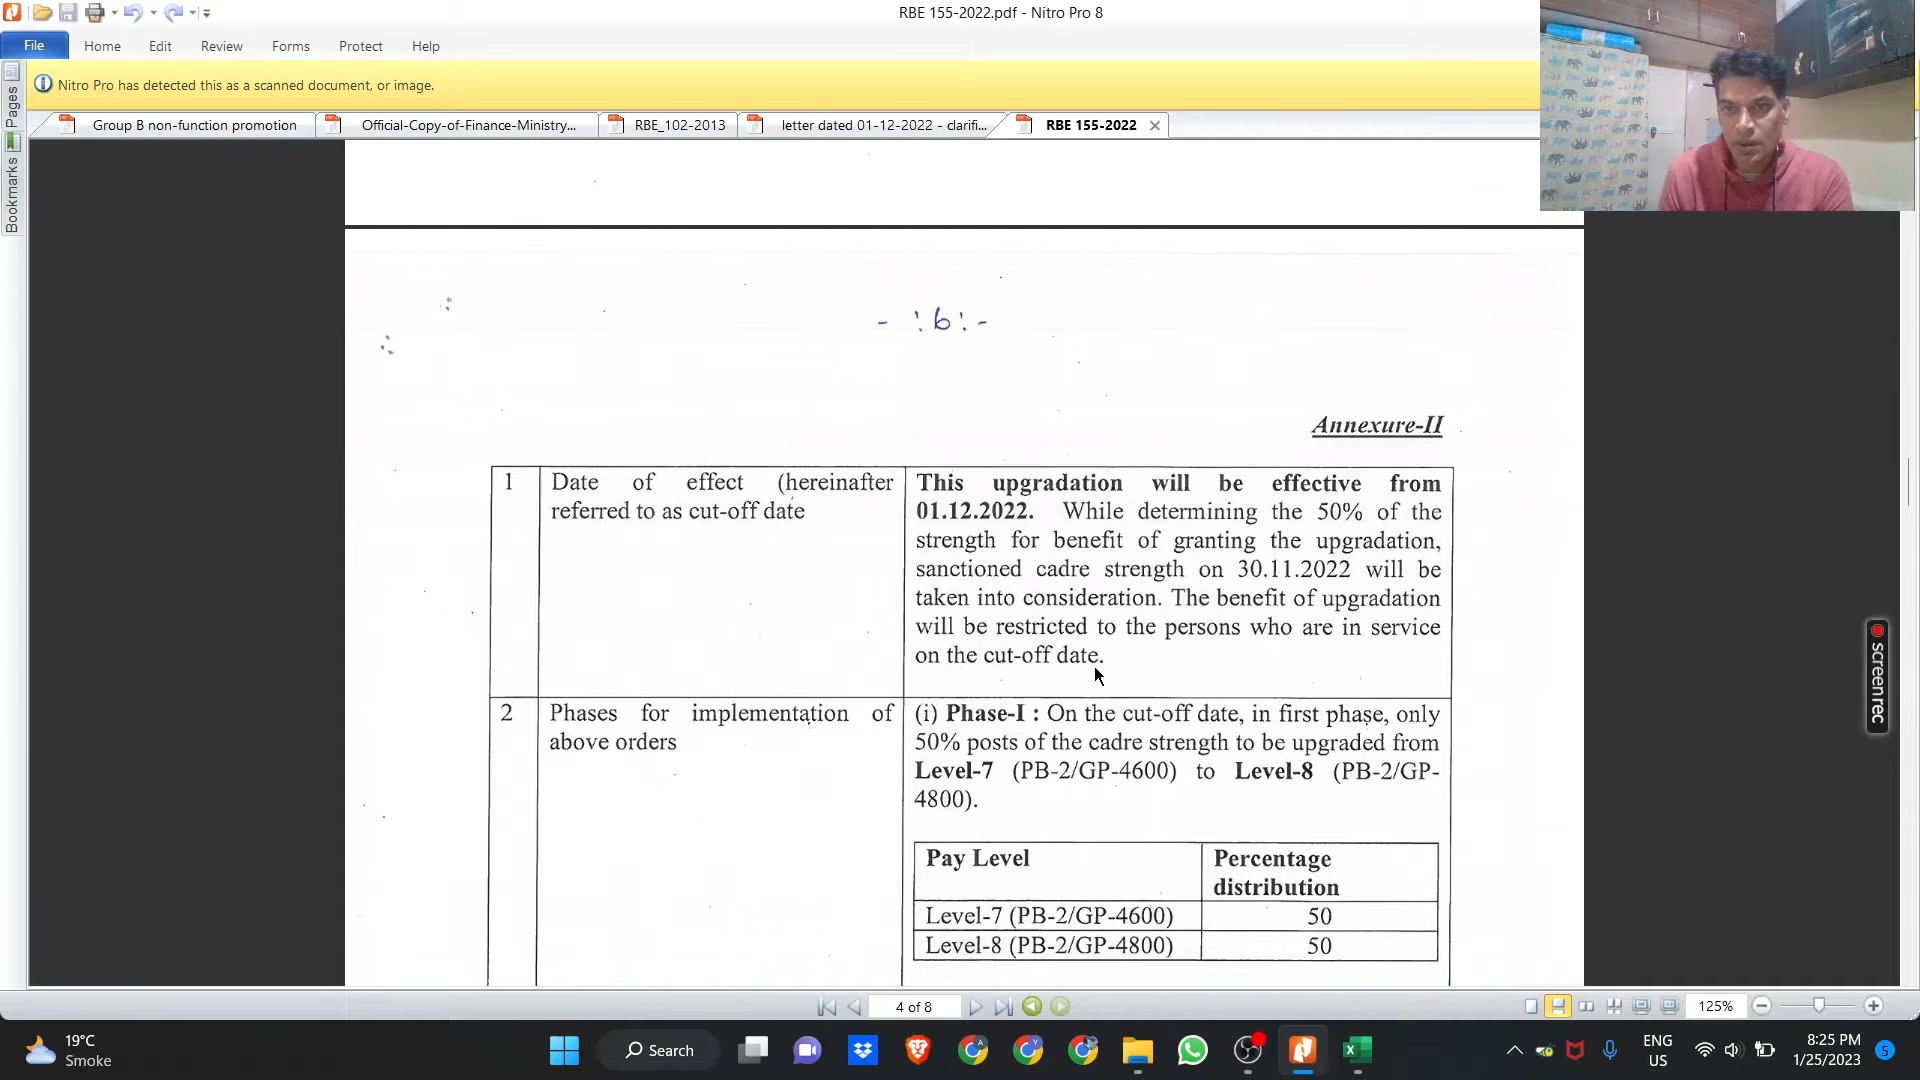 RBE 155-2022.pdf - Nitro Pro 8
File Home Edit Review Forms Protect Help
Nitro Pro has detected this as a scanned document, or image.
Pages
Bookmarks
Group B non-function promotion
Official-Copy-of-Finance-Ministry...
RBE_102-2013
letter dated 01-12-2022 - clarifi...
RBE 155-2022
- :6:-
Annexure-II
1
Date of effect (hereinafter
referred to as cut-off date
This upgradation will be effective from
01.12.2022. While determining the 50% of the
strength for benefit of granting the upgradation,
sanctioned cadre strength on 30.11.2022 will be
taken into consideration. The benefit of upgradation
will be restricted to the persons who are in service
on the cut-off date.
2
Phases for implementation of
above orders
(i) Phase-I : On the cut-off date, in first phase, only
50% posts of the cadre strength to be upgraded from
Level-7 (PB-2/GP-4600) to Level-8 (PB-2/GP-
4800).
Pay Level
Percentage
distribution
Level-7 (PB-2/GP-4600) 50
Level-8 (PB-2/GP-4800) 50
screenrec
4 of 8
125%
19°C
Smoke
Search
ENG
US
8:25 PM
1/25/2023
5